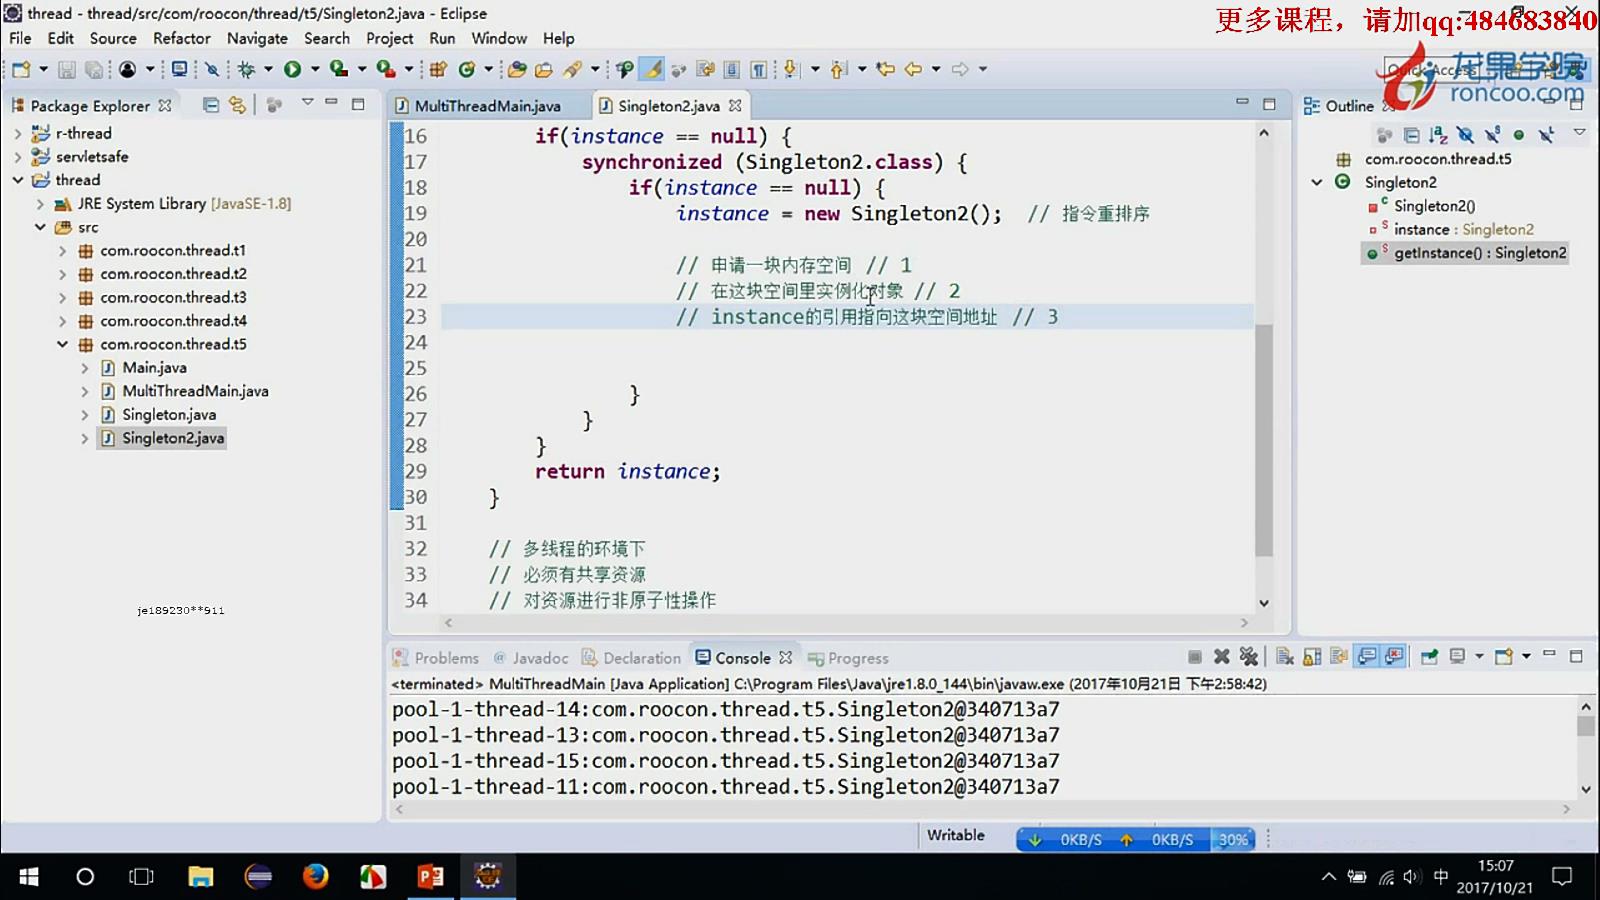 thread - thread/src/com/roocon/thread/t5/Singleton2.java - Eclipse
更多课程，请加qq:484683840
File Edit Source Refactor Navigate Search Project Run Window Help
龙果学院
roncoo.com
Package Explorer
r-thread
servletsafe
thread
JRE System Library [JavaSE-1.8]
src
com.roocon.thread.t1
com.roocon.thread.t2
com.roocon.thread.t3
com.roocon.thread.t4
com.roocon.thread.t5
Main.java
MultiThreadMain.java
Singleton.java
Singleton2.java
je189230**911
MultiThreadMain.java Singleton2.java
16 if(instance == null) {
17 synchronized (Singleton2.class) {
18 if(instance == null) {
19 instance = new Singleton2(); // 指令重排序
20
21 // 申请一块内存空间 // 1
22 // 在这块空间里实例化对象 // 2
23 // instance的引用指向这块空间地址 // 3
24
25
26 }
27 }
28 }
29 return instance;
30 }
31
32 // 多线程的环境下
33 // 必须有共享资源
34 // 对资源进行非原子性操作
Outline
com.roocon.thread.t5
Singleton2
Singleton2()
instance : Singleton2
getInstance() : Singleton2
Problems Javadoc Declaration Console Progress
<terminated> MultiThreadMain [Java Application] C:\Program Files\Java\jre1.8.0_144\bin\javaw.exe (2017年10月21日 下午2:58:42)
pool-1-thread-14:com.roocon.thread.t5.Singleton2@340713a7
pool-1-thread-13:com.roocon.thread.t5.Singleton2@340713a7
pool-1-thread-15:com.roocon.thread.t5.Singleton2@340713a7
pool-1-thread-11:com.roocon.thread.t5.Singleton2@340713a7
Writable
0KB/S 0KB/S 30%
中
15:07
2017/10/21